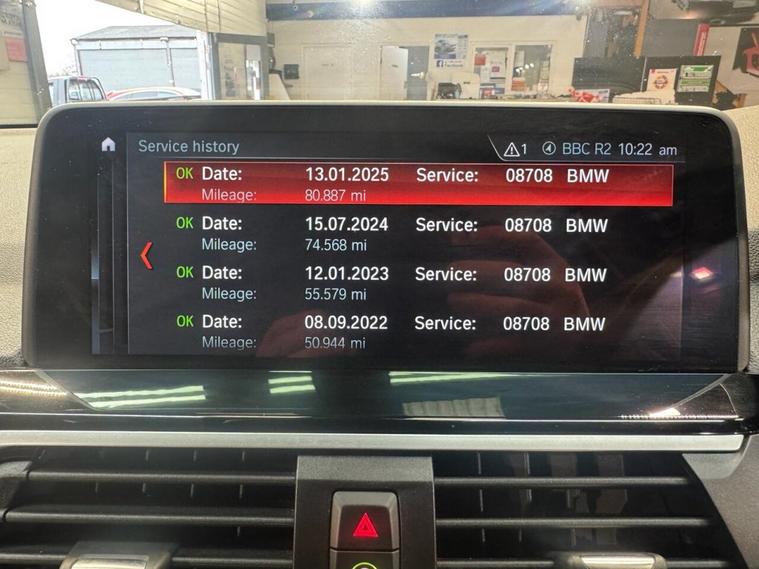 Service history
1 BBC R2 10:22 am
OK Date: 13.01.2025 Service: 08708 BMW
Mileage: 80.887 mi
OK Date: 15.07.2024 Service: 08708 BMW
Mileage: 74.568 mi
OK Date: 12.01.2023 Service: 08708 BMW
Mileage: 55.579 mi
OK Date: 08.09.2022 Service: 08708 BMW
Mileage: 50.944 mi